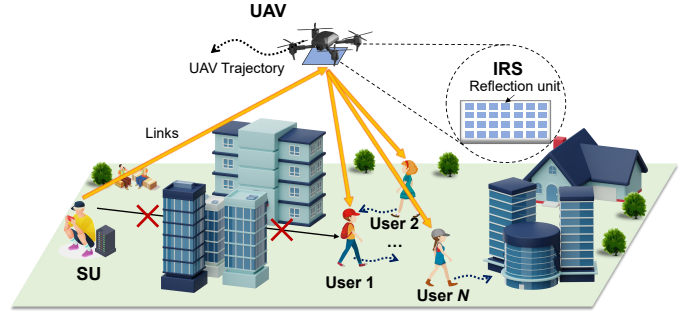 UAV
UAV Trajectory
IRS
Reflection unit
Links
User 2
...
SU
User 1
User N